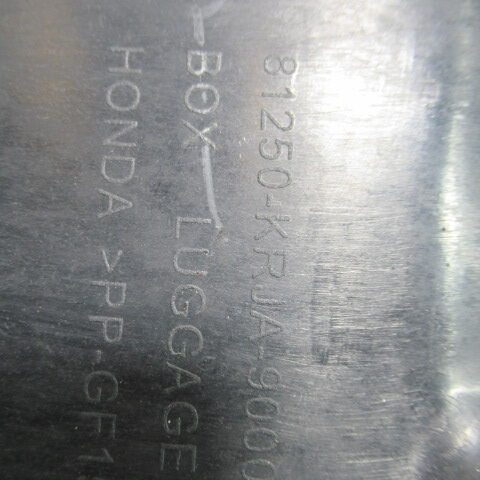 81250-KRJA-9000
BOX LUGGAGE
HONDA >PP-GF1